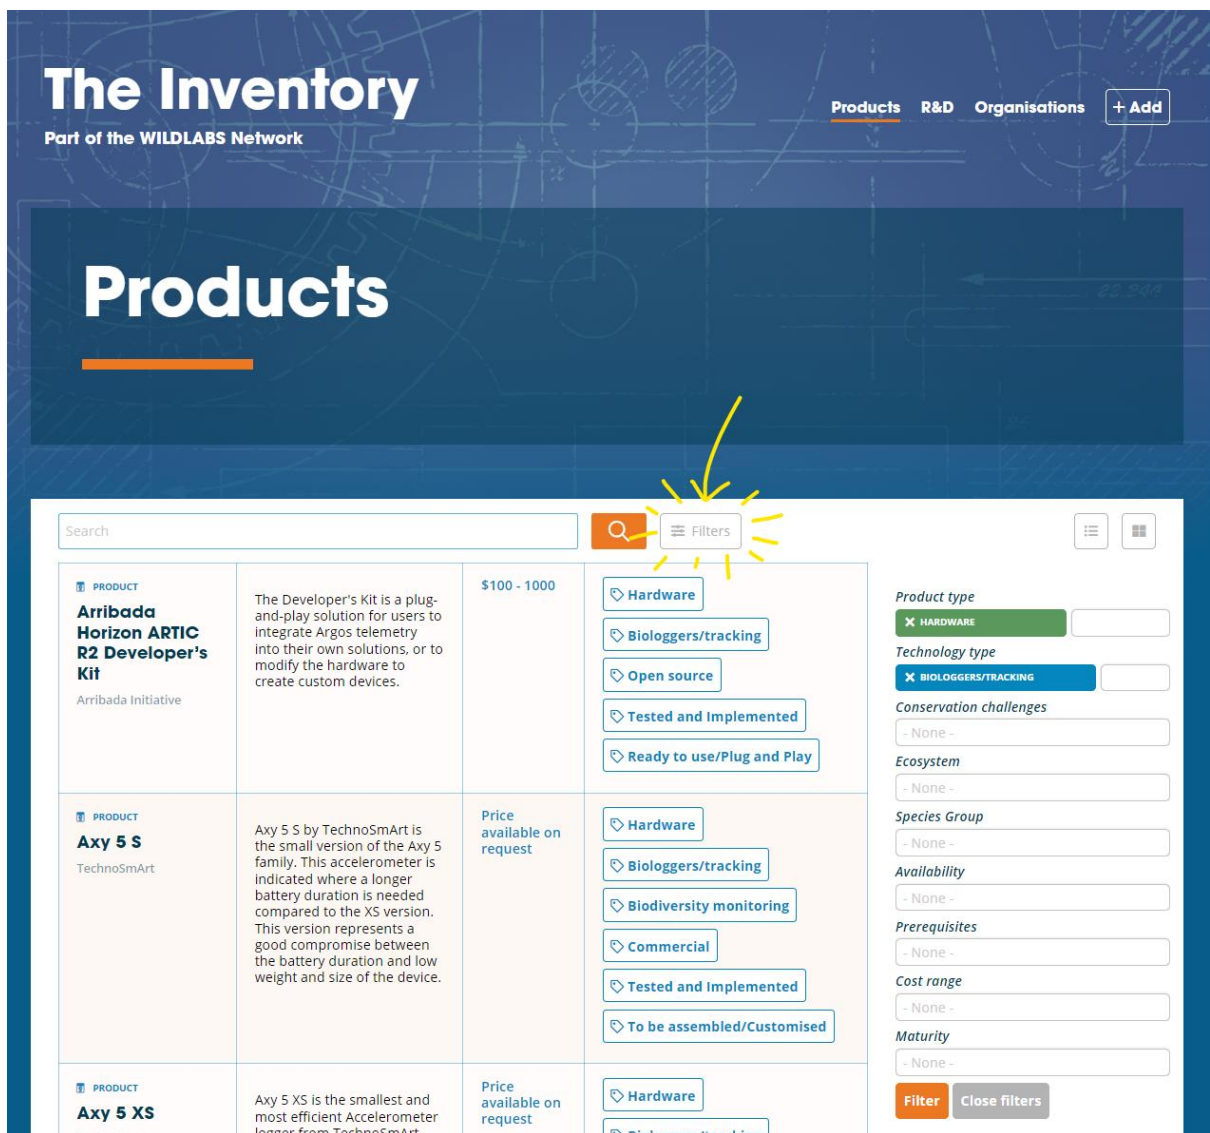 The Inventory
Part of the WILDLABS Network
Products R&D Organisations + Add
Products
22.944
Search
Filters
PRODUCT
Arribada
Horizon ARTIC
R2 Developer's
Kit
Arribada Initiative
The Developer's Kit is a plug-
and-play solution for users to
integrate Argos telemetry
into their own solutions, or to
modify the hardware to
create custom devices.
$100 - 1000
Hardware
Biologgers/tracking
Open source
Tested and Implemented
Ready to use/Plug and Play
PRODUCT
Axy 5 S
TechnoSmArt
Axy 5 S by TechnoSmArt is
the small version of the Axy 5
family. This accelerometer is
indicated where a longer
battery duration is needed
compared to the XS version.
This version represents a
good compromise between
the battery duration and low
weight and size of the device.
Price
available on
request
Hardware
Biologgers/tracking
Biodiversity monitoring
Commercial
Tested and Implemented
To be assembled/Customised
PRODUCT
Axy 5 XS
Axy 5 XS is the smallest and
most efficient Accelerometer
logger from TechnoSmArt
Price
available on
request
Hardware
Biologgers/tracking
Product type
X HARDWARE
Technology type
X BIOLOGGERS/TRACKING
Conservation challenges
- None -
Ecosystem
- None -
Species Group
- None -
Availability
- None -
Prerequisites
- None -
Cost range
- None -
Maturity
- None -
Filter Close filters